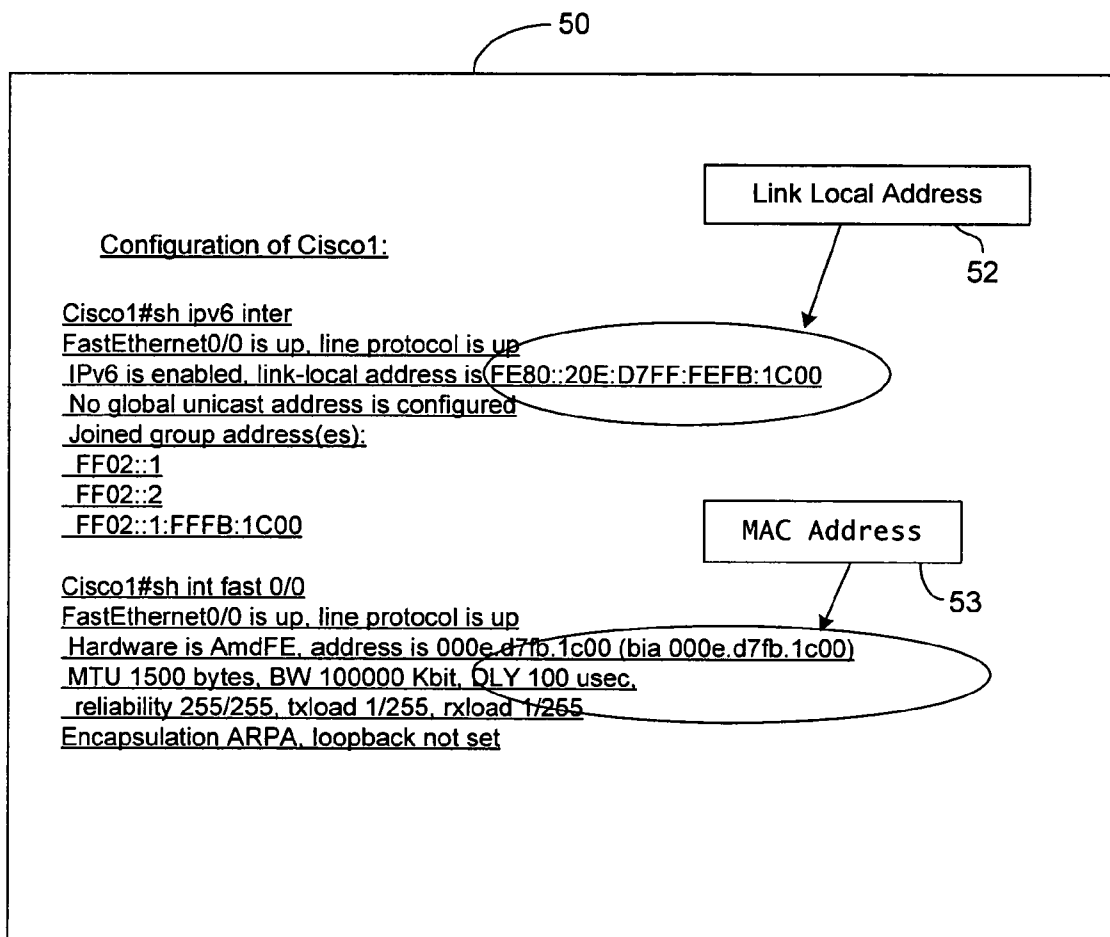 50
Link Local Address
52
Configuration of Cisco1:
Cisco1#sh ipv6 inter
FastEthernet0/0 is up, line protocol is up
IPv6 is enabled, link-local address is FE80::20E:D7FF:FEFB:1C00
No global unicast address is configured
Joined group address(es):
FF02::1
FF02::2
FF02::1:FFFB:1C00
MAC Address
53
Cisco1#sh int fast 0/0
FastEthernet0/0 is up, line protocol is up
Hardware is AmdFE, address is 000e.d7fb.1c00 (bia 000e.d7fb.1c00)
MTU 1500 bytes, BW 100000 Kbit, DLY 100 usec,
reliability 255/255, txload 1/255, rxload 1/255
Encapsulation ARPA, loopback not set